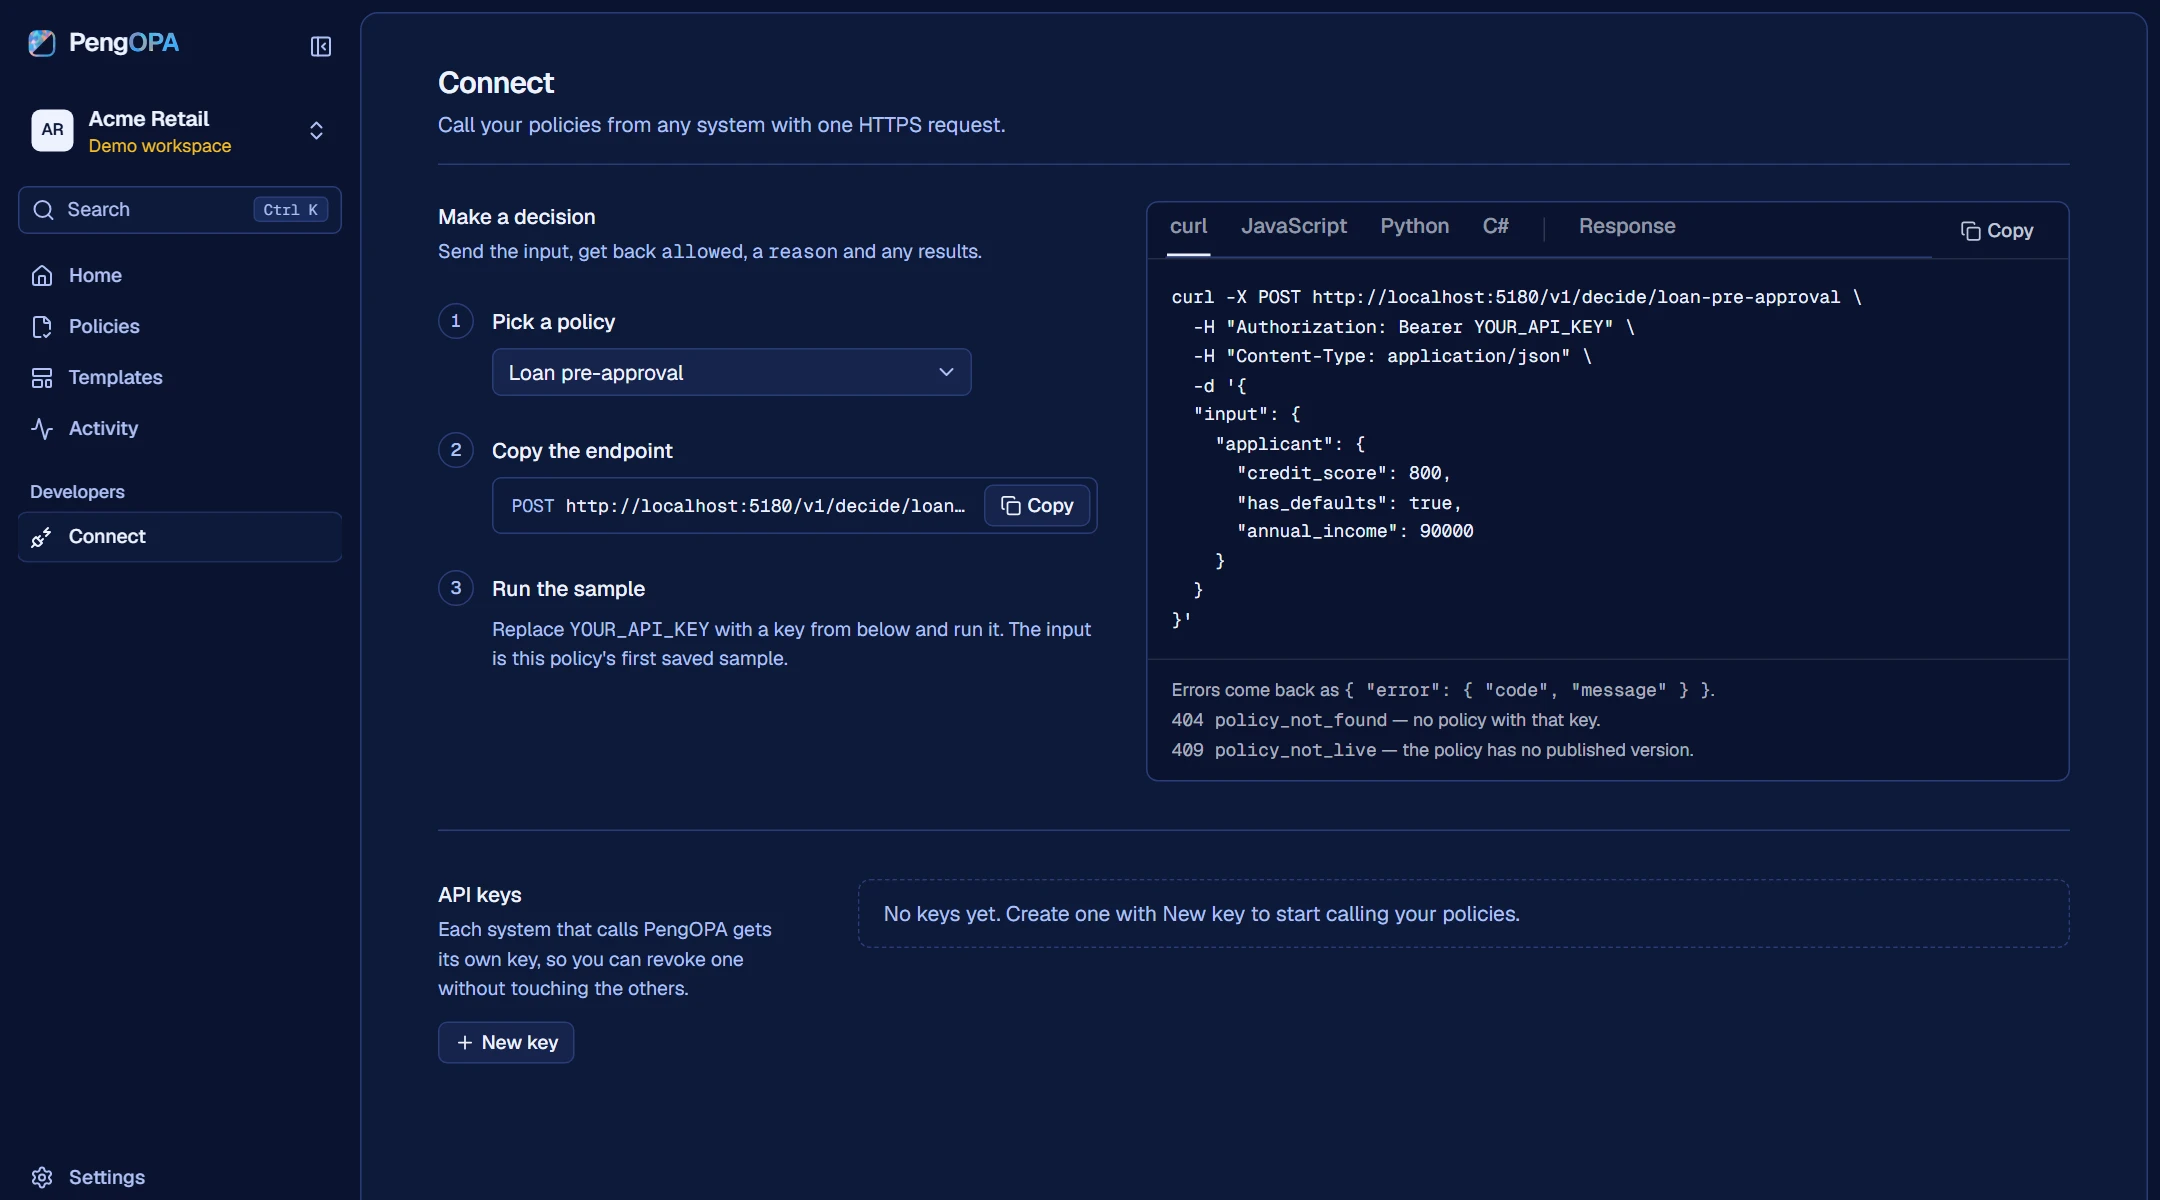 PengOPA
AR
Acme Retail
Demo workspace
Search
Ctrl K
Home
Policies
Templates
Activity
Developers
Connect
Settings
Connect
Call your policies from any system with one HTTPS request.
Make a decision
Send the input, get back allowed, a reason and any results.
1
Pick a policy
Loan pre-approval
2
Copy the endpoint
POST http://localhost:5180/v1/decide/loan…
Copy
3
Run the sample
Replace YOUR_API_KEY with a key from below and run it. The input
is this policy's first saved sample.
curl JavaScript Python C# Response
Copy
curl -X POST http://localhost:5180/v1/decide/loan-pre-approval \
  -H "Authorization: Bearer YOUR_API_KEY" \
  -H "Content-Type: application/json" \
  -d '{
  "input": {
    "applicant": {
      "credit_score": 800,
      "has_defaults": true,
      "annual_income": 90000
    }
  }
}'
Errors come back as { "error": { "code", "message" } }.
404 policy_not_found — no policy with that key.
409 policy_not_live — the policy has no published version.
API keys
Each system that calls PengOPA gets
its own key, so you can revoke one
without touching the others.
+ New key
No keys yet. Create one with New key to start calling your policies.